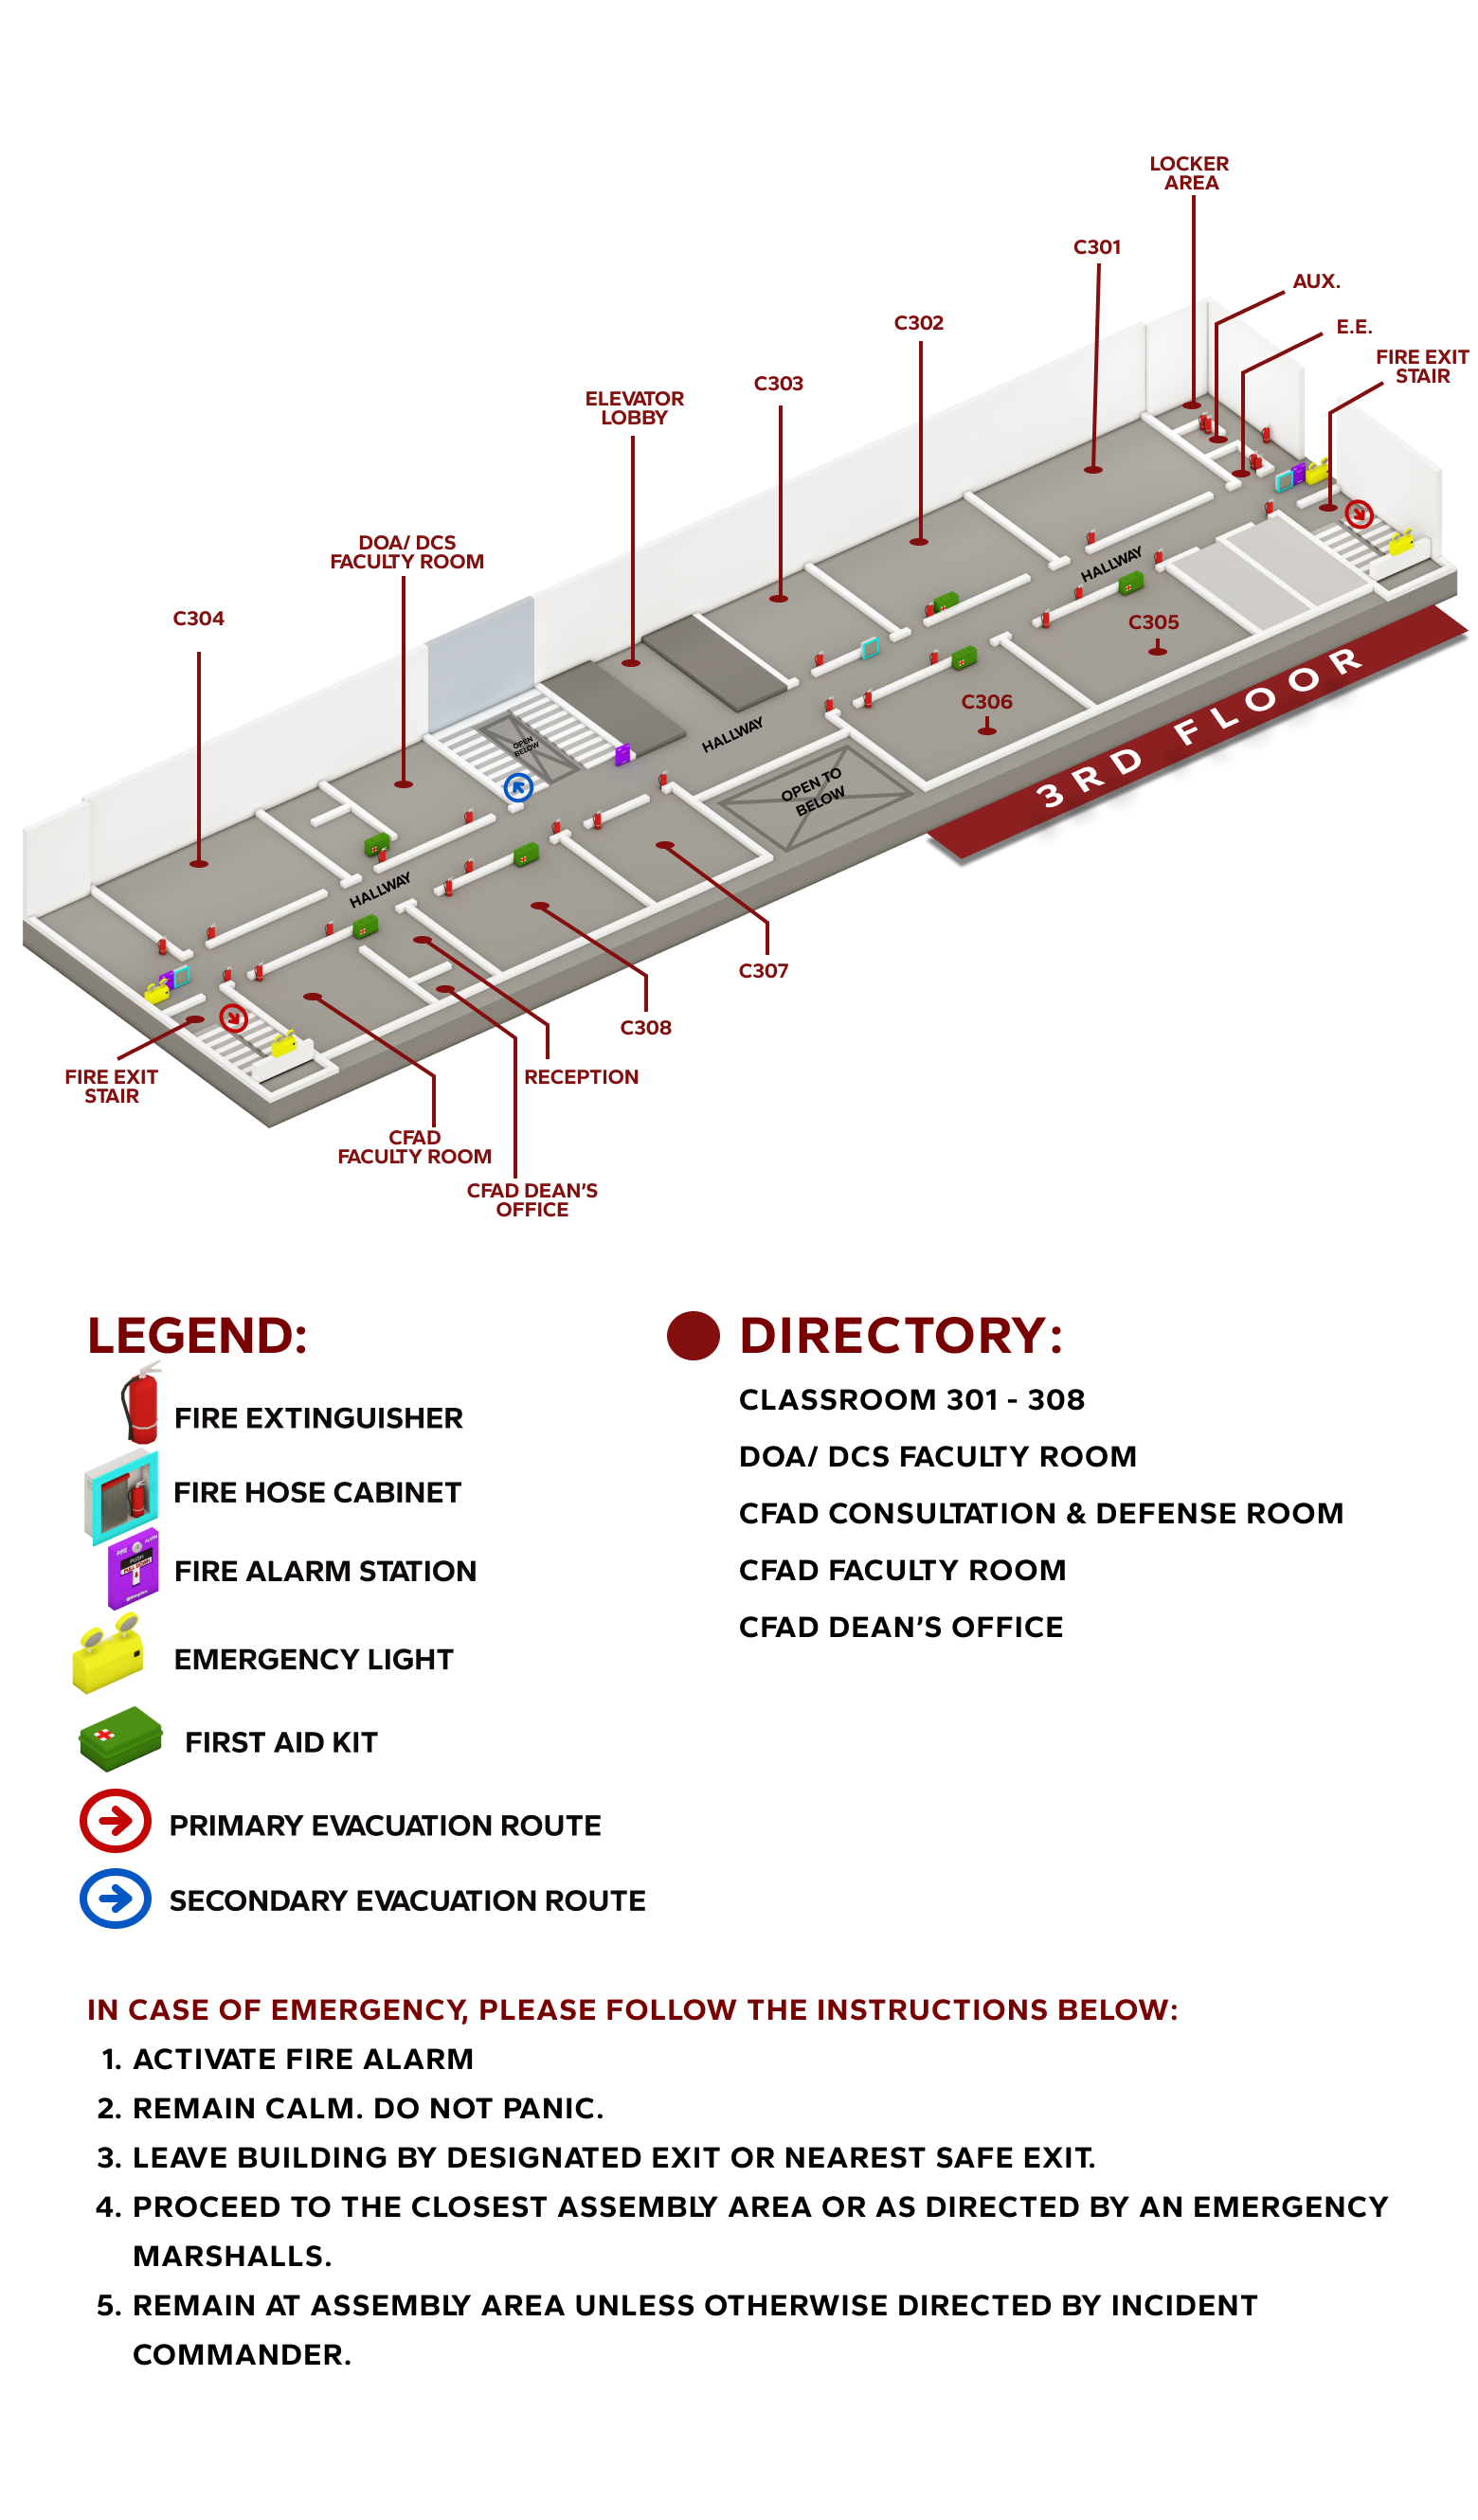 LOCKER
AREA
C301
AUX.
C302
E.E.
FIRE EXIT
STAIR
C303
ELEVATOR
LOBBY
DOA/ DCS
FACULTY ROOM
C304
HALLWAY
C305
3RD FLOOR
C306
HALLWAY
OPEN
BELOW
OPEN TO
BELOW
HALLWAY
C307
C308
FIRE EXIT
STAIR
RECEPTION
CFAD
FACULTY ROOM
CFAD DEAN'S
OFFICE
LEGEND:
FIRE EXTINGUISHER
FIRE HOSE CABINET
FIRE ALARM STATION
EMERGENCY LIGHT
FIRST AID KIT
PRIMARY EVACUATION ROUTE
SECONDARY EVACUATION ROUTE
DIRECTORY:
CLASSROOM 301 - 308
DOA/ DCS FACULTY ROOM
CFAD CONSULTATION & DEFENSE ROOM
CFAD FACULTY ROOM
CFAD DEAN'S OFFICE
IN CASE OF EMERGENCY, PLEASE FOLLOW THE INSTRUCTIONS BELOW:
1. ACTIVATE FIRE ALARM
2. REMAIN CALM. DO NOT PANIC.
3. LEAVE BUILDING BY DESIGNATED EXIT OR NEAREST SAFE EXIT.
4. PROCEED TO THE CLOSEST ASSEMBLY AREA OR AS DIRECTED BY AN EMERGENCY
MARSHALLS.
5. REMAIN AT ASSEMBLY AREA UNLESS OTHERWISE DIRECTED BY INCIDENT
COMMANDER.